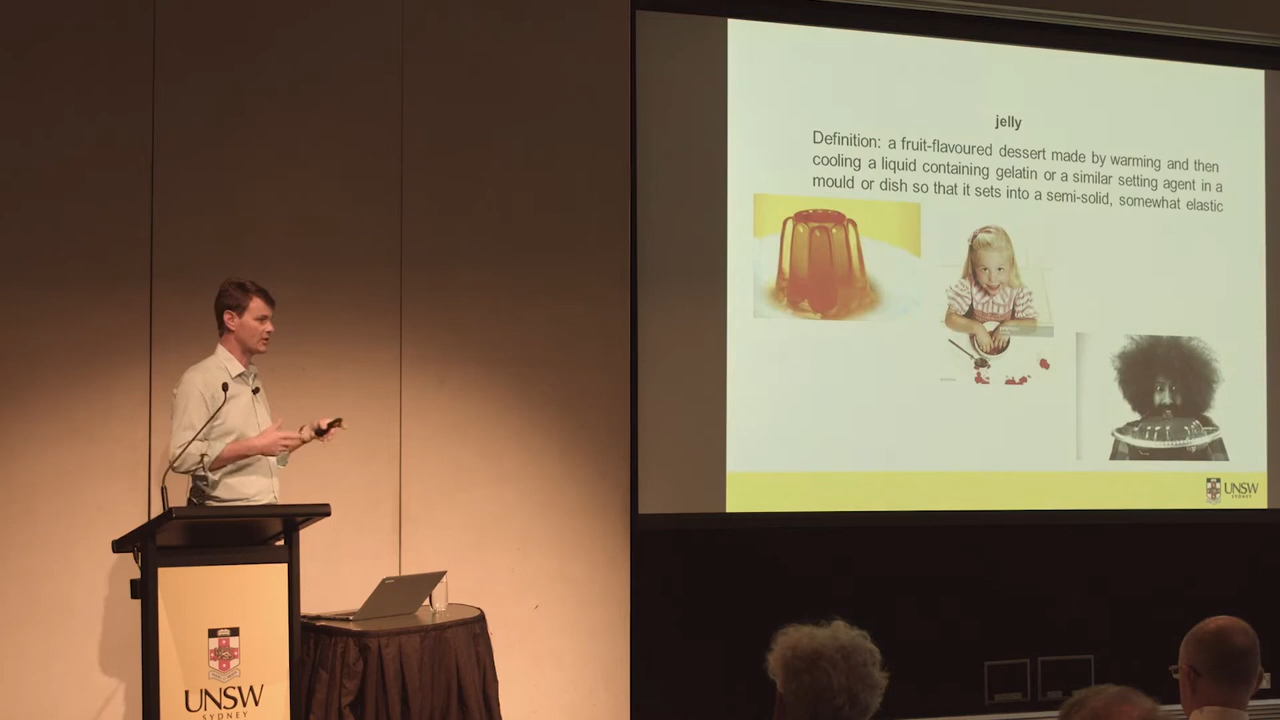 jelly
Definition: a fruit-flavoured dessert made by warming and then
cooling a liquid containing gelatin or a similar setting agent in a
mould or dish so that it sets into a semi-solid, somewhat elastic
UNSW
SYDNEY
UNSW
SYDNEY